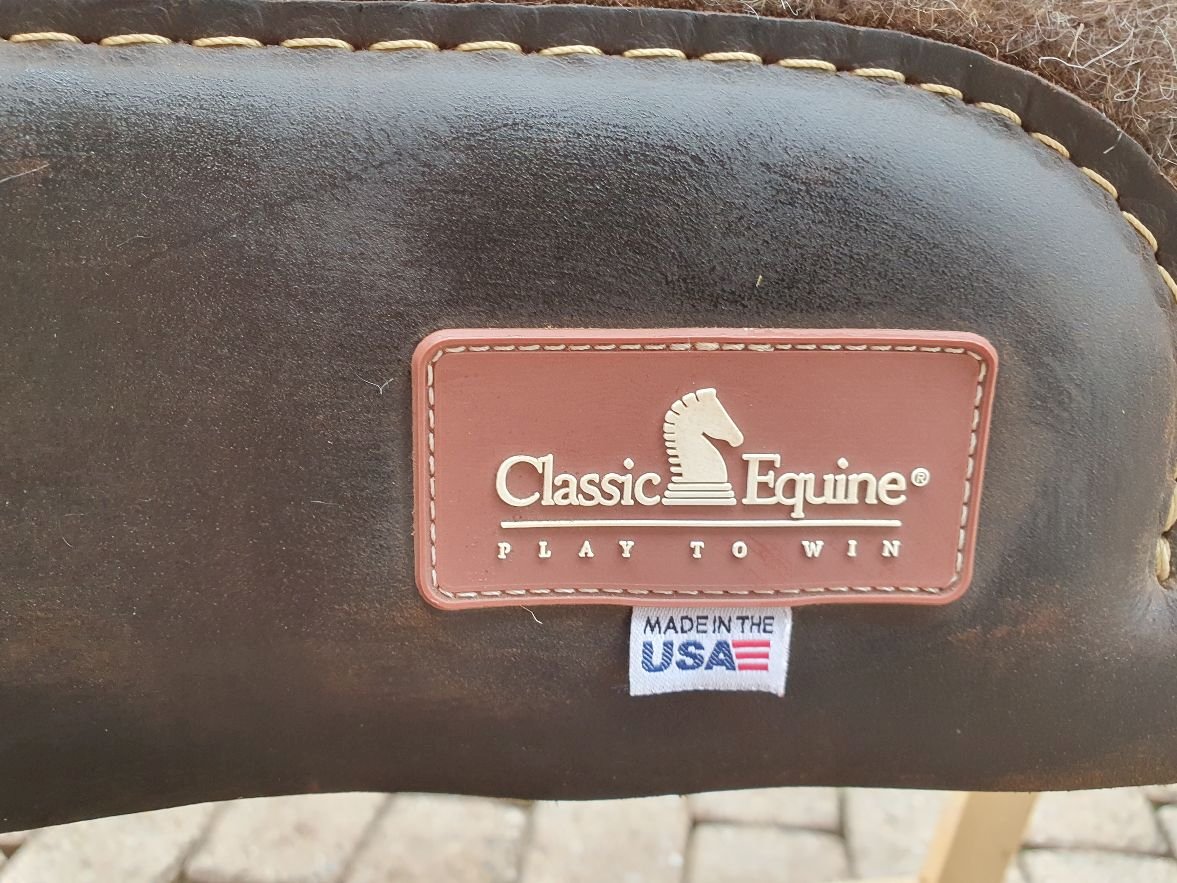 Classic Equine®
PLAY TO WIN
MADE IN THE
USA